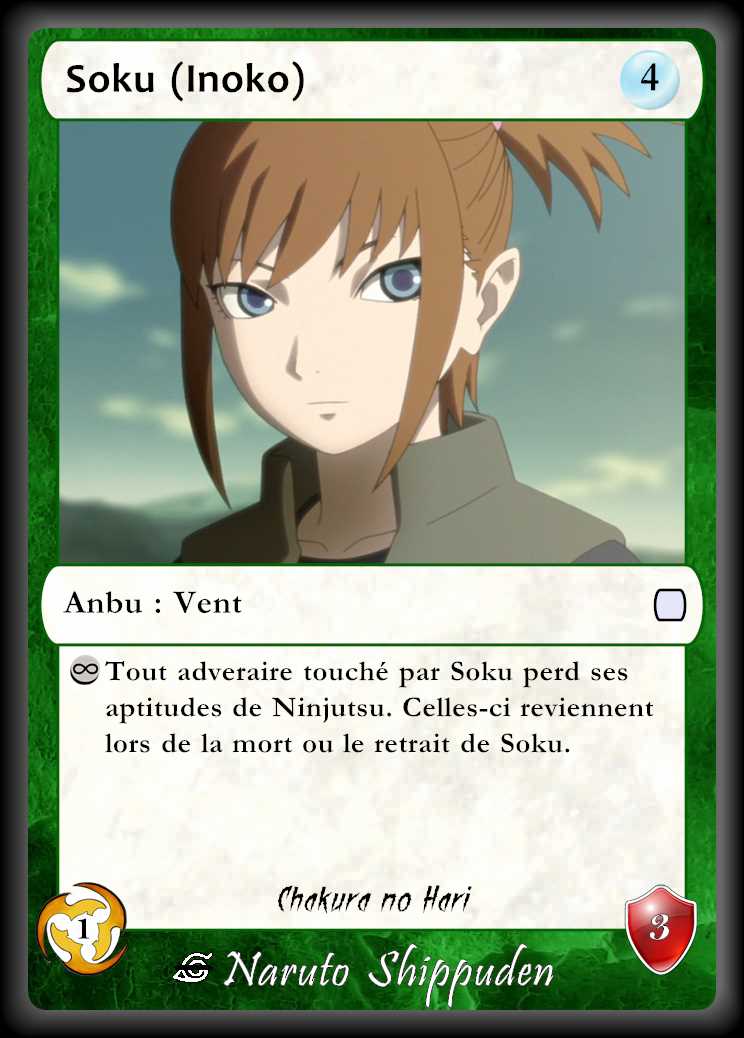 Soku (Inoko)
4
Anbu : Vent
∞ Tout adveraire touché par Soku perd ses
aptitudes de Ninjutsu. Celles-ci reviennent
lors de la mort ou le retrait de Soku.
Chakura no Hari
1
3
Naruto Shippuden